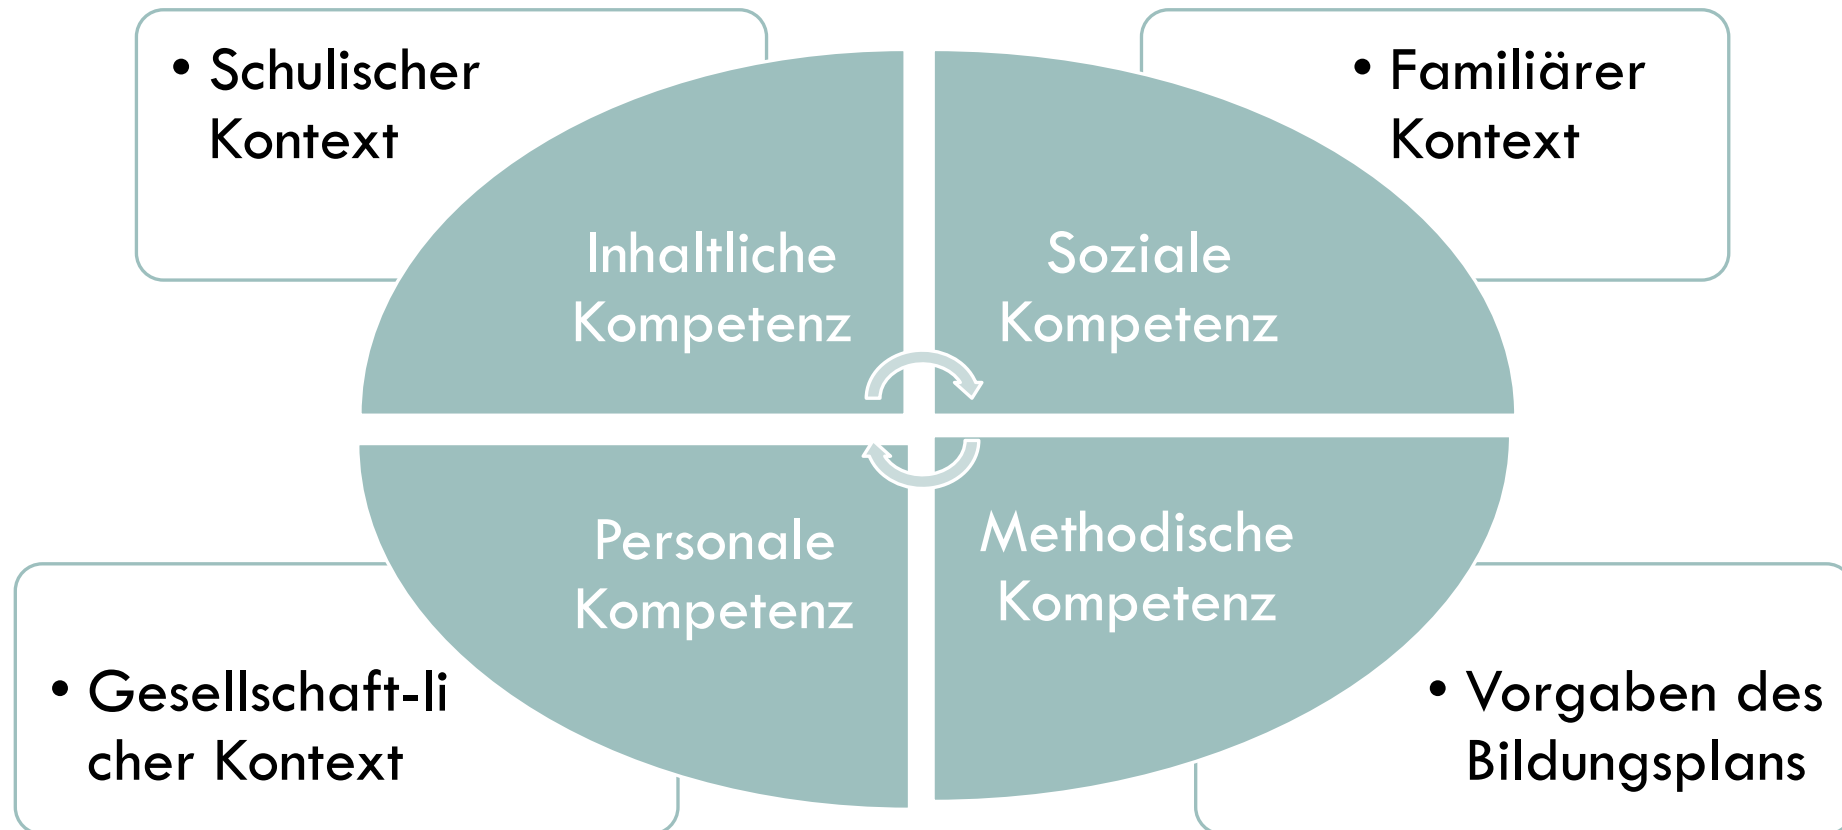 • Schulischer
Kontext
• Familiärer
Kontext
Inhaltliche
Kompetenz
Soziale
Kompetenz
Personale
Kompetenz
Methodische
Kompetenz
• Gesellschaft-li
cher Kontext
• Vorgaben des
Bildungsplans